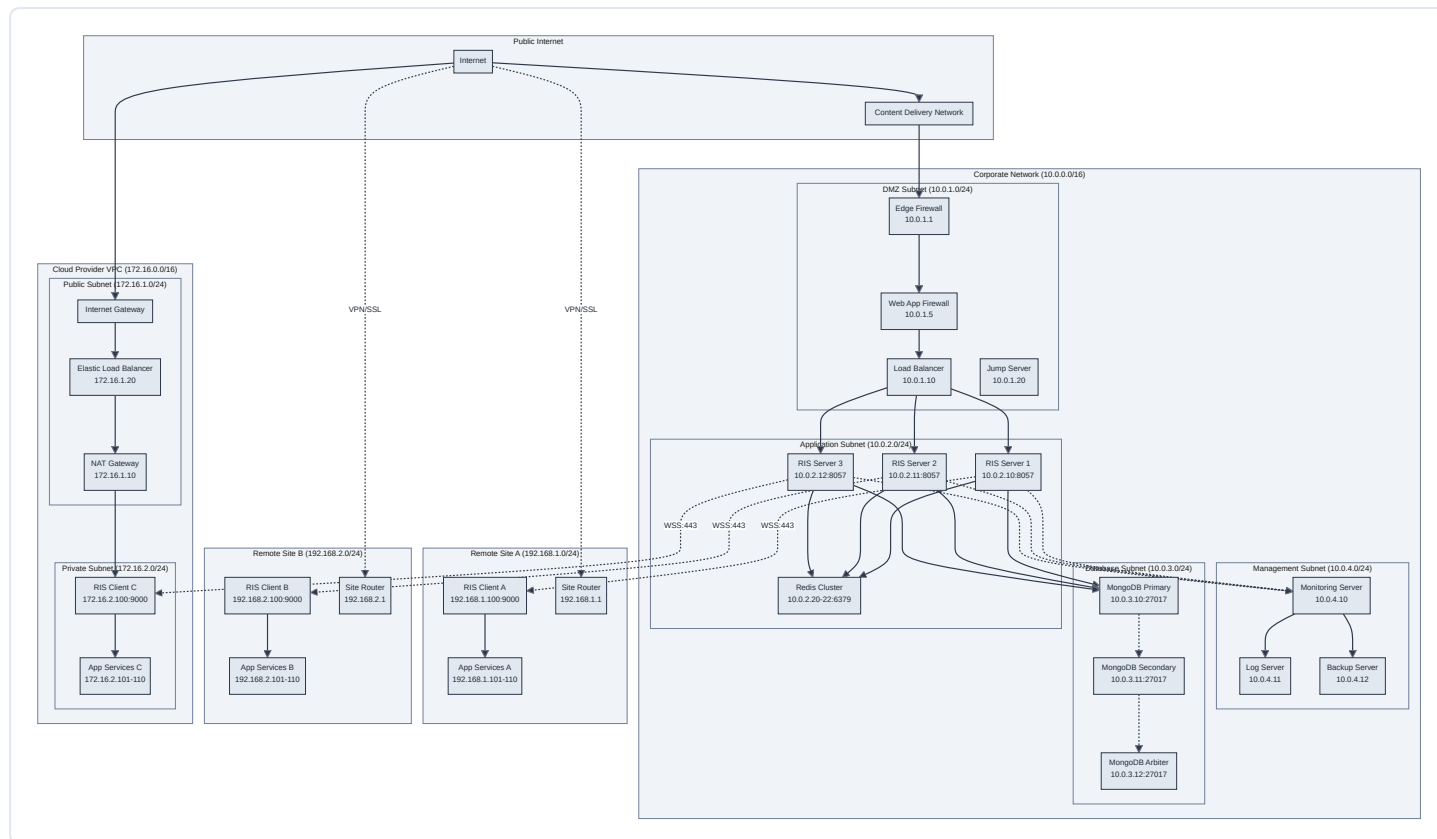 Public Internet
Internet
Content Delivery Network
Corporate Network (10.0.0.0/16)
DMZ Subnet (10.0.1.0/24)
Edge Firewall
10.0.1.1
Web App Firewall
10.0.1.5
Load Balancer
10.0.1.10
Jump Server
10.0.1.20
Cloud Provider VPC (172.16.0.0/16)
Public Subnet (172.16.1.0/24)
Internet Gateway
Elastic Load Balancer
172.16.1.20
NAT Gateway
172.16.1.10
VPN/SSL
VPN/SSL
Application Subnet (10.0.2.0/24)
RIS Server 3
10.0.2.12:8057
RIS Server 2
10.0.2.11:8057
RIS Server 1
10.0.2.10:8057
WSS:443
WSS:443
WSS:443
Redis Cluster
10.0.2.20-22:6379
Private Subnet (172.16.2.0/24)
RIS Client C
172.16.2.100:9000
App Services C
172.16.2.101-110
Remote Site B (192.168.2.0/24)
RIS Client B
192.168.2.100:9000
Site Router
192.168.2.1
App Services B
192.168.2.101-110
Remote Site A (192.168.1.0/24)
RIS Client A
192.168.1.100:9000
Site Router
192.168.1.1
App Services A
192.168.1.101-110
Database Subnet (10.0.3.0/24)
MongoDB Primary
10.0.3.10:27017
MongoDB Secondary
10.0.3.11:27017
MongoDB Arbiter
10.0.3.12:27017
Management Subnet (10.0.4.0/24)
Monitoring Server
10.0.4.10
Log Server
10.0.4.11
Backup Server
10.0.4.12